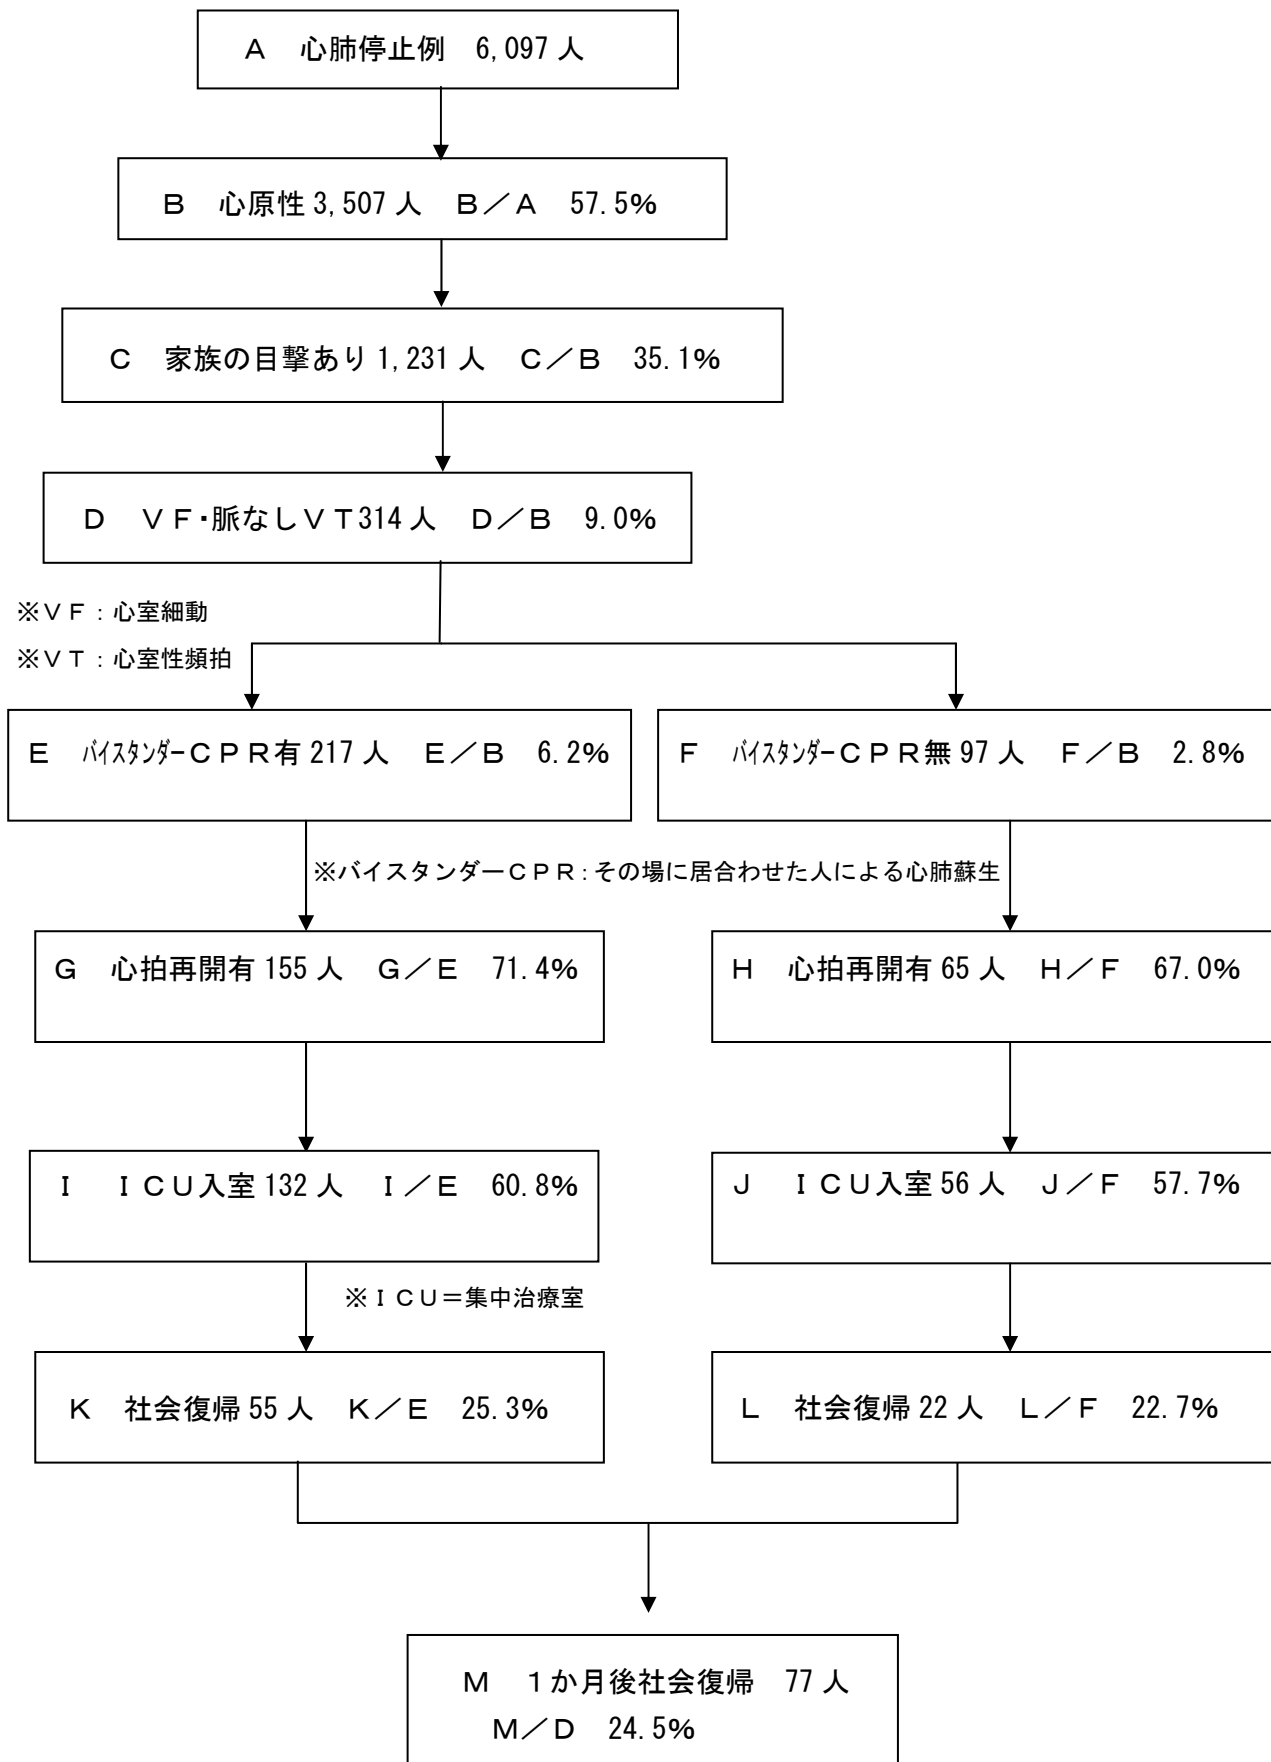 A　心肺停止例　6,097 人
B　心原性 3,507 人　B／A　57.5%
C　家族の目撃あり 1,231 人　C／B　35.1%
D　VF・脈なしVT314 人　D／B　9.0%
※VF：心室細動
※VT：心室性頻拍
E　ﾊﾞｲｽﾀﾝﾀﾞｰCPR有 217 人　E／B　6.2%
F　ﾊﾞｲｽﾀﾝﾀﾞｰCPR無 97 人　F／B　2.8%
※バイスタンダーCPR：その場に居合わせた人による心肺蘇生
G　心拍再開有 155 人　G／E　71.4%
H　心拍再開有 65 人　H／F　67.0%
I　ICU入室 132 人　I／E　60.8%
J　ICU入室 56 人　J／F　57.7%
※ICU＝集中治療室
K　社会復帰 55 人　K／E　25.3%
L　社会復帰 22 人　L／F　22.7%
M　1か月後社会復帰　77 人
M／D　24.5%